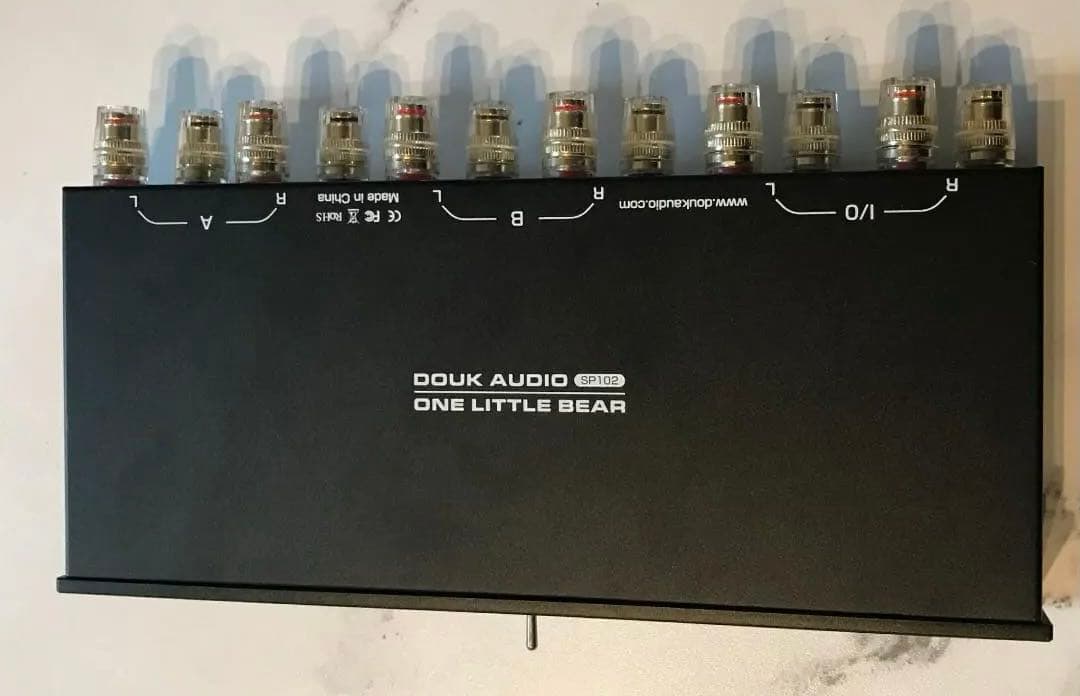 L A R
Made in China
CE FC RoHS
L B R
www.doukaudio.com
L I/O R
DOUK AUDIO SP102
ONE LITTLE BEAR